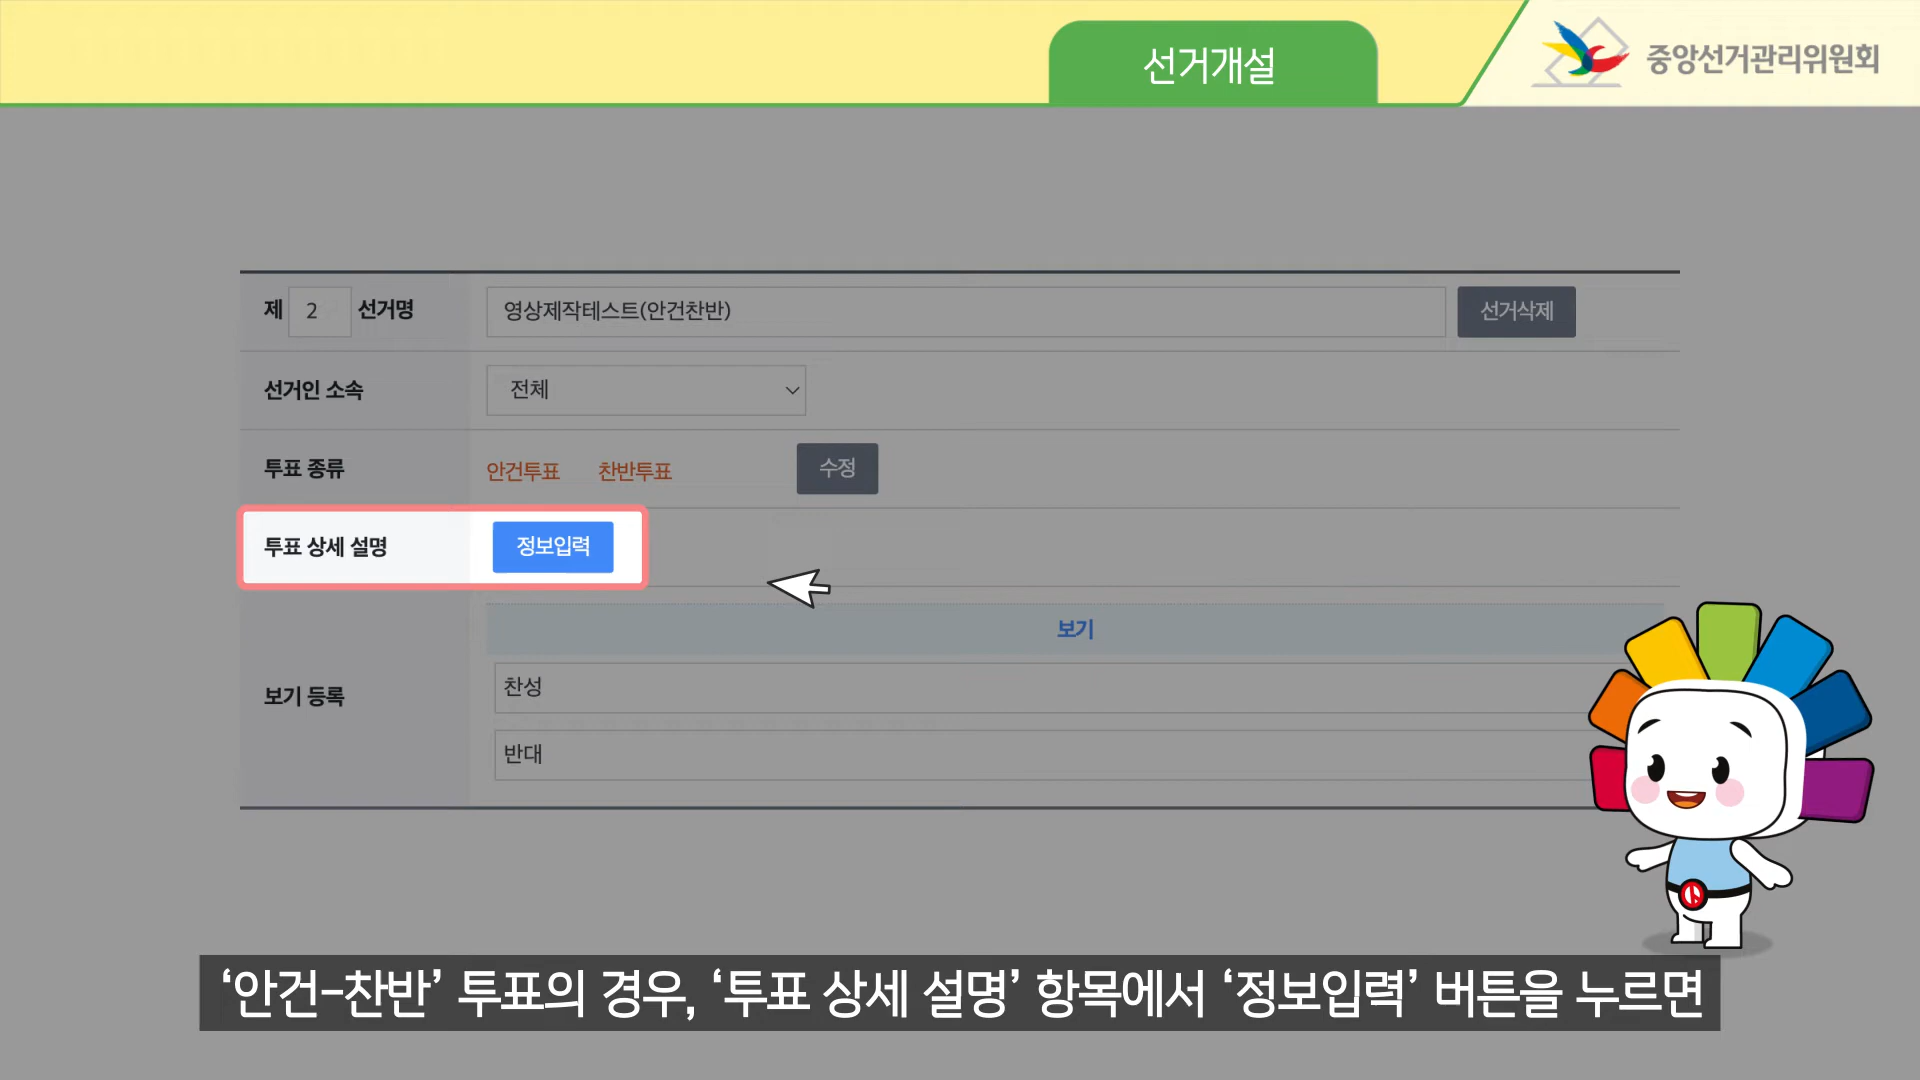 선거개설
중앙선거관리위원회
제 2 선거명 영상제작테스트(안건찬반) 선거삭제
선거인 소속 전체
투표 종류 안건투표 찬반투표 수정
투표 상세 설명 정보입력
보기
보기 등록
찬성
반대
‘안건-찬반’ 투표의 경우, ‘투표 상세 설명’ 항목에서 ‘정보입력’ 버튼을 누르면